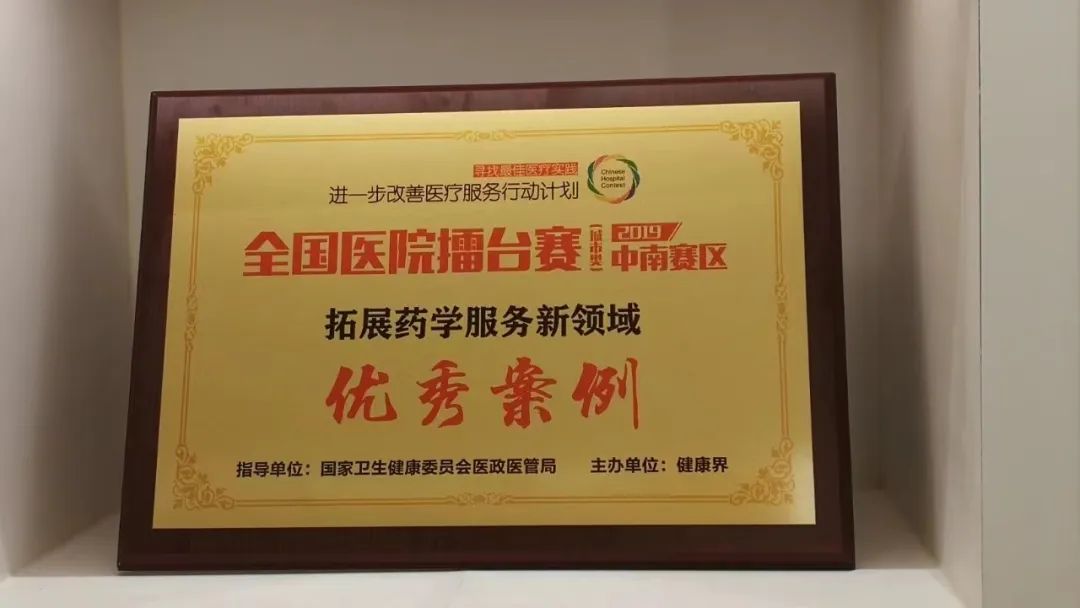 寻找最佳医疗实践
进一步改善医疗服务行动计划
Chinese
Hospital
Contest
全国医院擂台赛
(城市类)
2019
中南赛区
拓展药学服务新领域
优秀案例
指导单位：国家卫生健康委员会医政医管局 主办单位：健康界